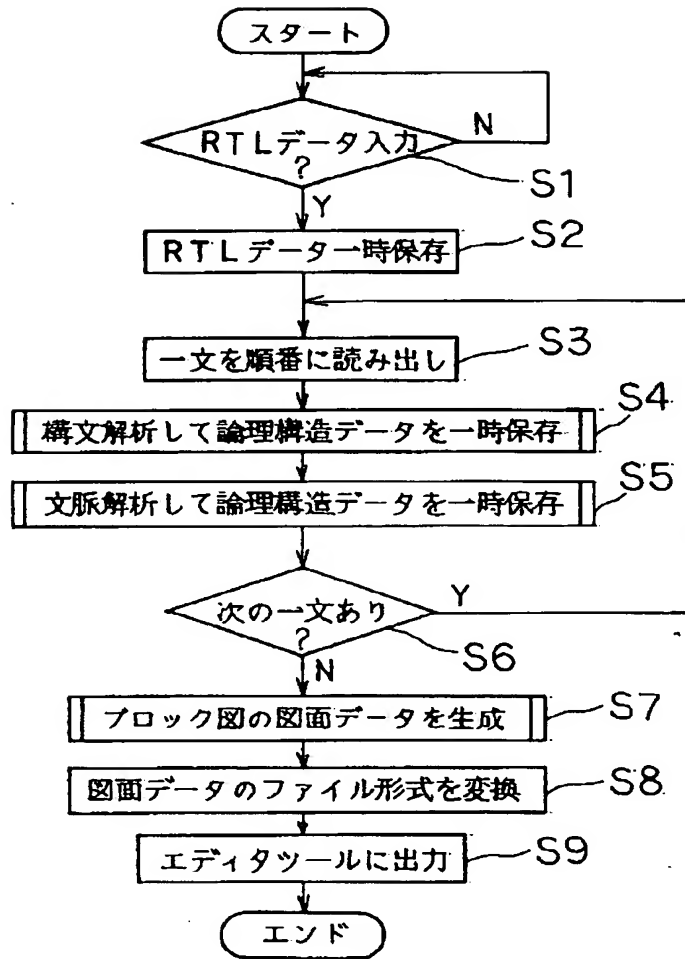 スタート
N
RTLデータ入力
?
S1
Y
RTLデータ一時保存
S2
一文を順番に読み出し
S3
構文解析して論理構造データを一時保存
S4
文脈解析して論理構造データを一時保存
S5
次の一文あり
?
Y
S6
N
ブロック図の図面データを生成
S7
図面データのファイル形式を変換
S8
エディタツールに出力
S9
エンド